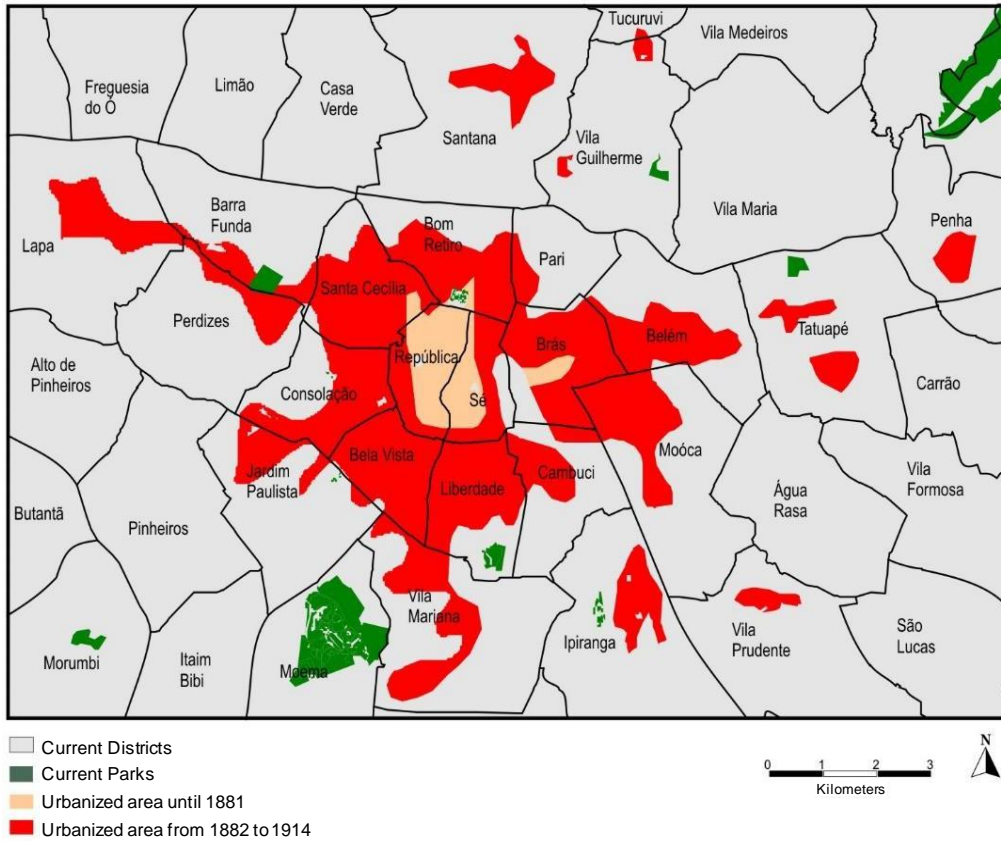 Tucuruvi
Vila Medeiros
Freguesia
do Ó
Limão
Casa
Verde
Santana
Vila
Guilherme
Vila Maria
Penha
Lapa
Barra
Funda
Bom
Retiro
Pari
Santa Cecília
Perdizes
República
Brás
Belém
Tatuapé
Alto de
Pinheiros
Consolação
Sé
Carrão
Jardim
Paulista
Bela Vista
Liberdade
Cambuci
Moóca
Água
Rasa
Vila
Formosa
Butantã
Pinheiros
Vila
Mariana
Ipiranga
Vila
Prudente
São
Lucas
Morumbi
Itaim
Bibi
Moema
Current Districts
Current Parks
Urbanized area until 1881
Urbanized area from 1882 to 1914
0 1 2 3
Kilometers
N